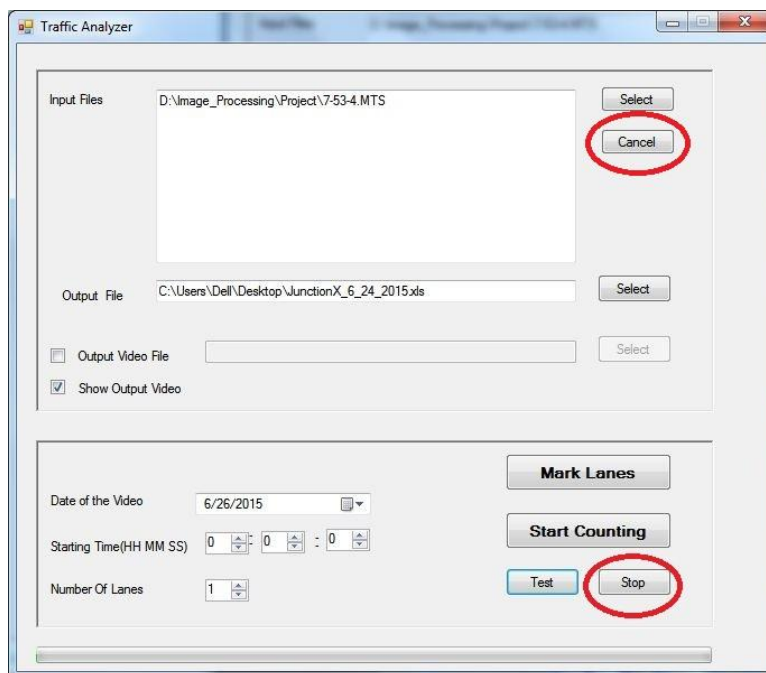 Traffic Analyzer
Input Files
D:\Image_Processing\Project\7-53-4.MTS
Select
Cancel
Output File
C:\Users\Dell\Desktop\JunctionX_6_24_2015.xls
Select
Output Video File
Select
Show Output Video
Mark Lanes
Date of the Video
6/26/2015
Start Counting
Starting Time(HH MM SS)
0 : 0 : 0
Number Of Lanes
1
Test
Stop